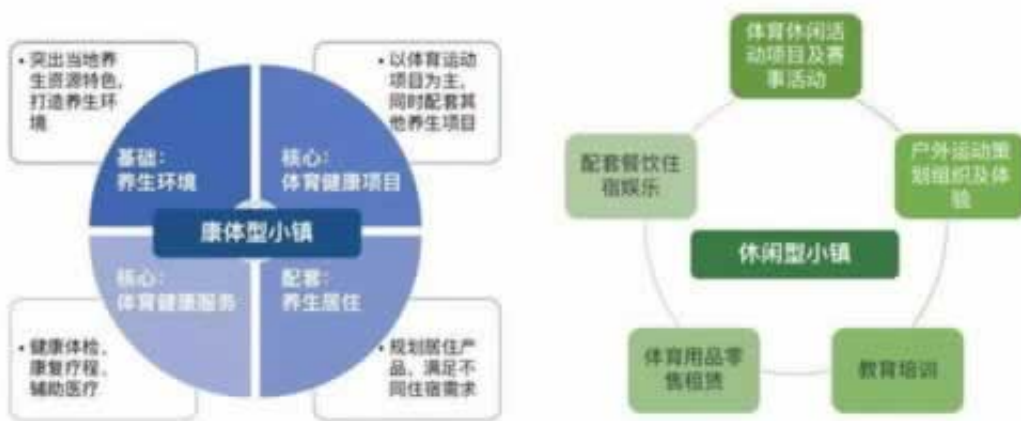 • 突出当地养
生资源特色,
打造养生环
境
• 以体育运动
项目为主,
同时配套其
他养生项目
基础:
养生环境
核心:
体育健康项目
康体型小镇
核心:
体育健康服务
配套:
养生居住
• 健康体检、
康复疗程、
辅助医疗
• 规划居住产
品、满足不
同住宿需求
体育休闲活
动项目及赛
事活动
配套餐饮住
宿娱乐
户外运动策
划组织及体
验
休闲型小镇
体育用品零
售租赁
教育培训